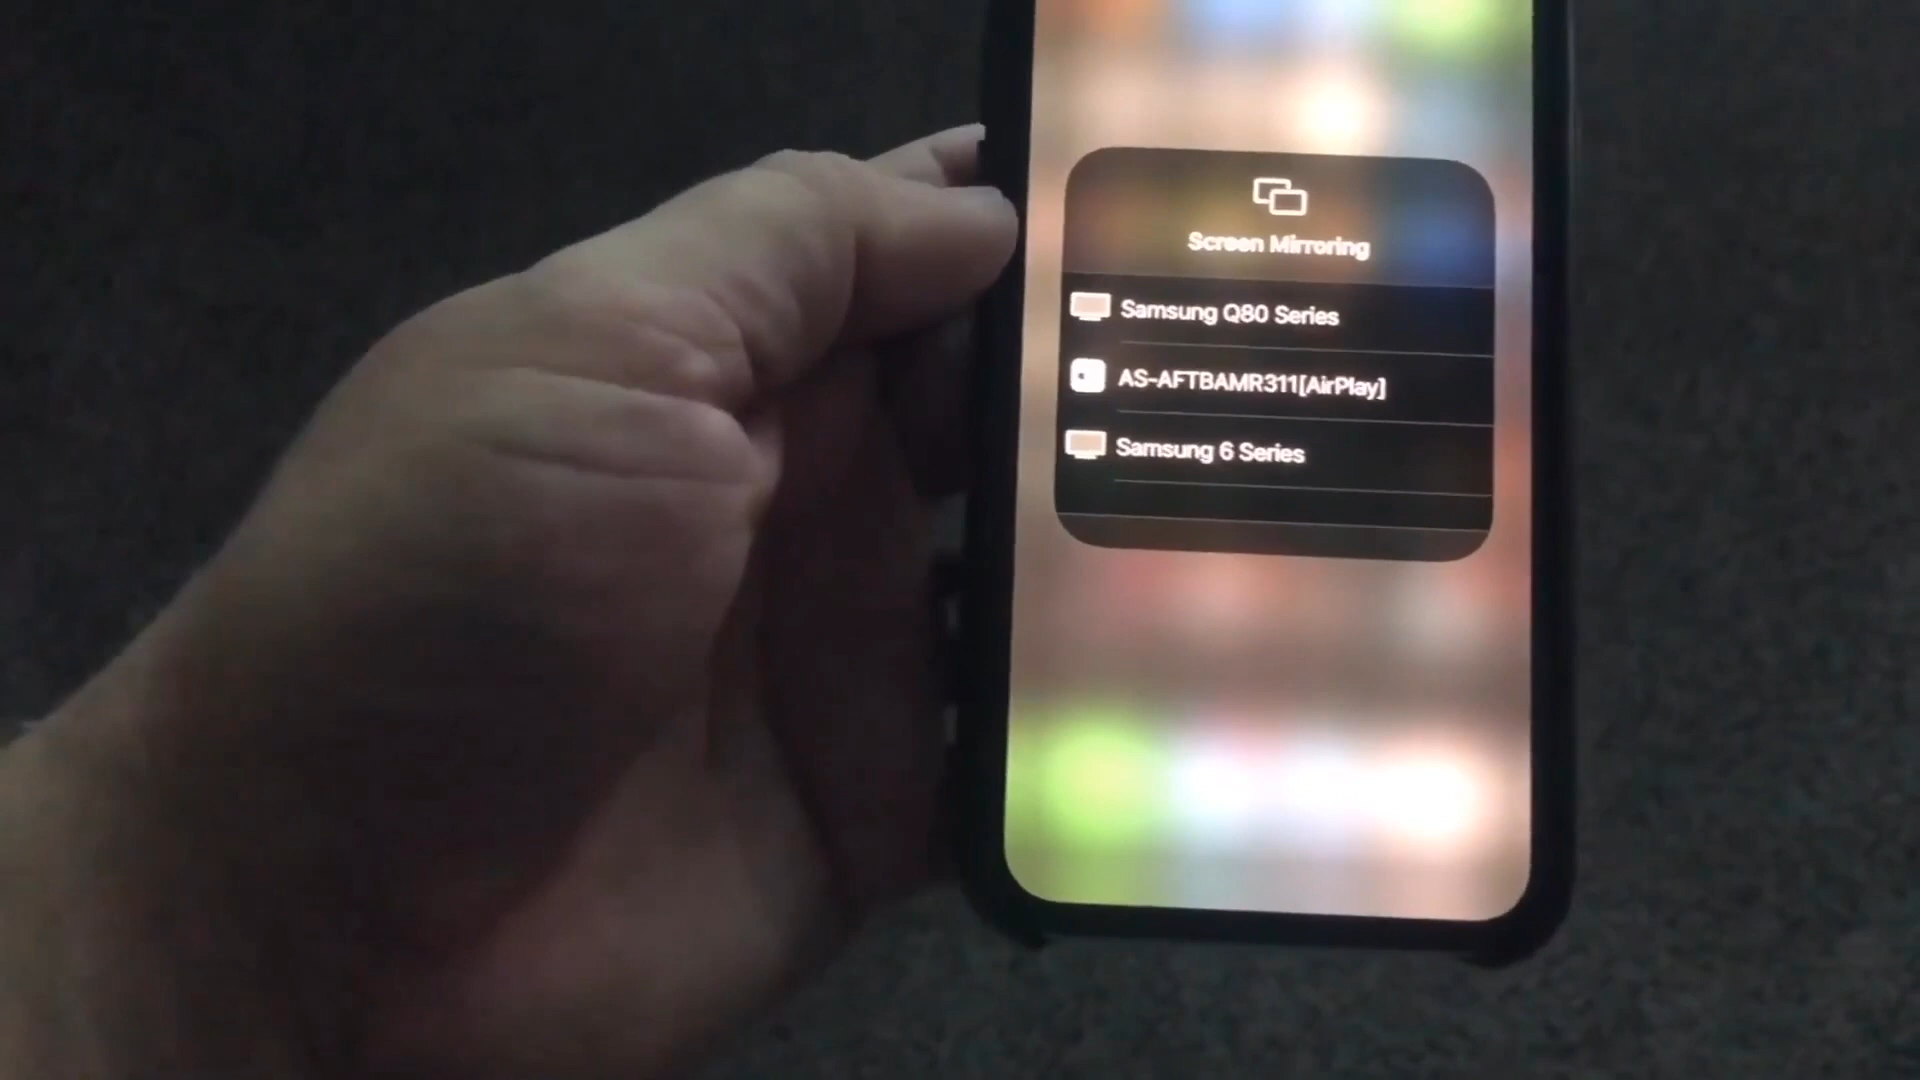 Screen Mirroring
Samsung Q80 Series
AS-AFTBAMR311[AirPlay]
Samsung 6 Series